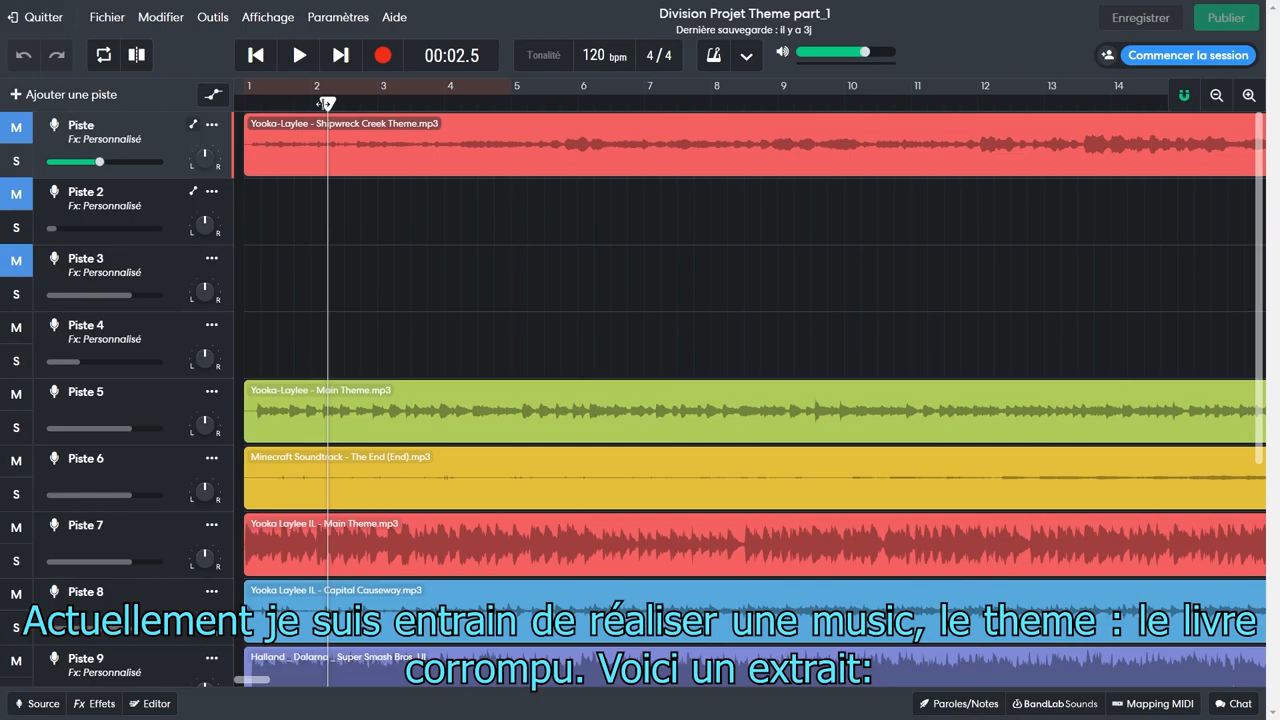 Quitter
Fichier
Modifier
Outils
Affichage
Paramètres
Aide
Division Projet Theme part_1
Dernière sauvegarde : il y a 3j
Enregistrer
Publier
00:02.5
Tonalité
120 bpm
4 / 4
Commencer la session
Ajouter une piste
1 2 3 4 5 6 7 8 9 10 11 12 13 14
M Piste
Fx: Personnalisé
S L R
Yooka-Laylee - Shipwreck Creek Theme.mp3
M Piste 2
Fx: Personnalisé
S L R
M Piste 3
Fx: Personnalisé
S L R
M Piste 4
Fx: Personnalisé
S L R
M Piste 5
S L R
Yooka-Laylee - Main Theme.mp3
M Piste 6
S L R
Minecraft Soundtrack - The End (End).mp3
M Piste 7
S L R
Yooka Laylee IL - Main Theme.mp3
M Piste 8
S
Yooka Laylee IL - Capital Causeway.mp3
M Piste 9
Halland _ Dalarna _ Super Smash Bros. Ul
Actuellement je suis entrain de réaliser une music, le theme : le livre
corrompu. Voici un extrait:
Source
Fx Effets
Editor
Paroles/Notes
BandLab Sounds
Mapping MIDI
Chat